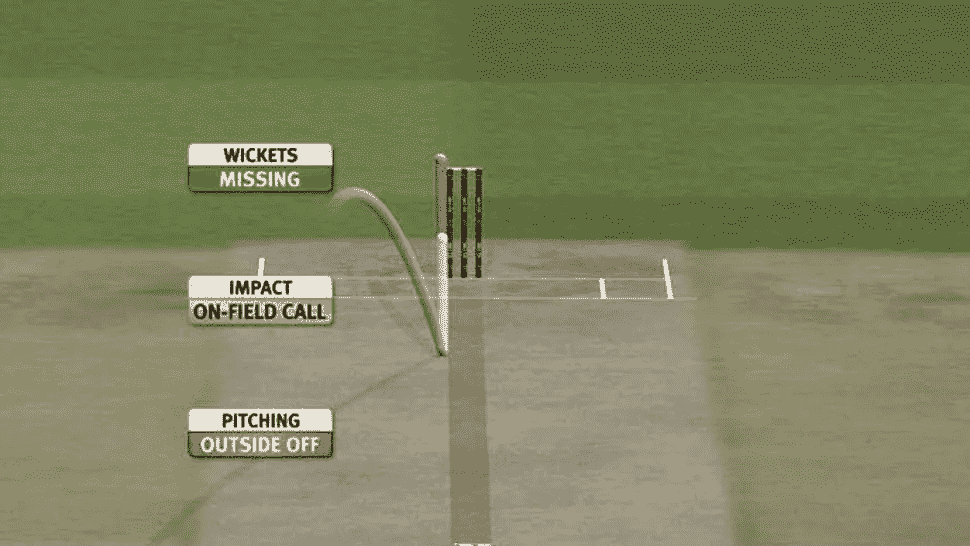 WICKETS
MISSING
IMPACT
ON-FIELD CALL
PITCHING
OUTSIDE OFF